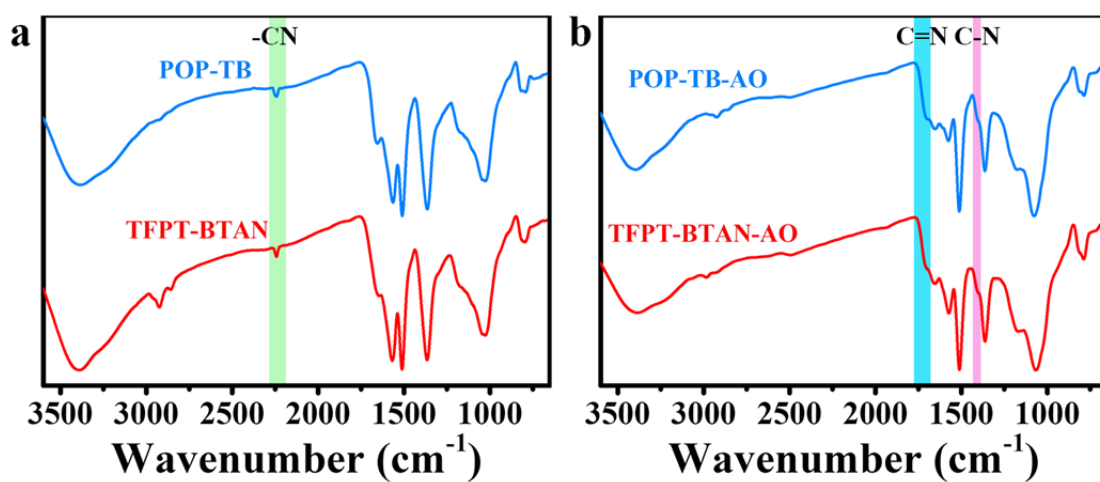 a
-CN
POP-TB
TFPT-BTAN
3500 3000 2500 2000 1500 1000
Wavenumber (cm⁻¹)
b
C=N C-N
POP-TB-AO
TFPT-BTAN-AO
3500 3000 2500 2000 1500 1000
Wavenumber (cm⁻¹)